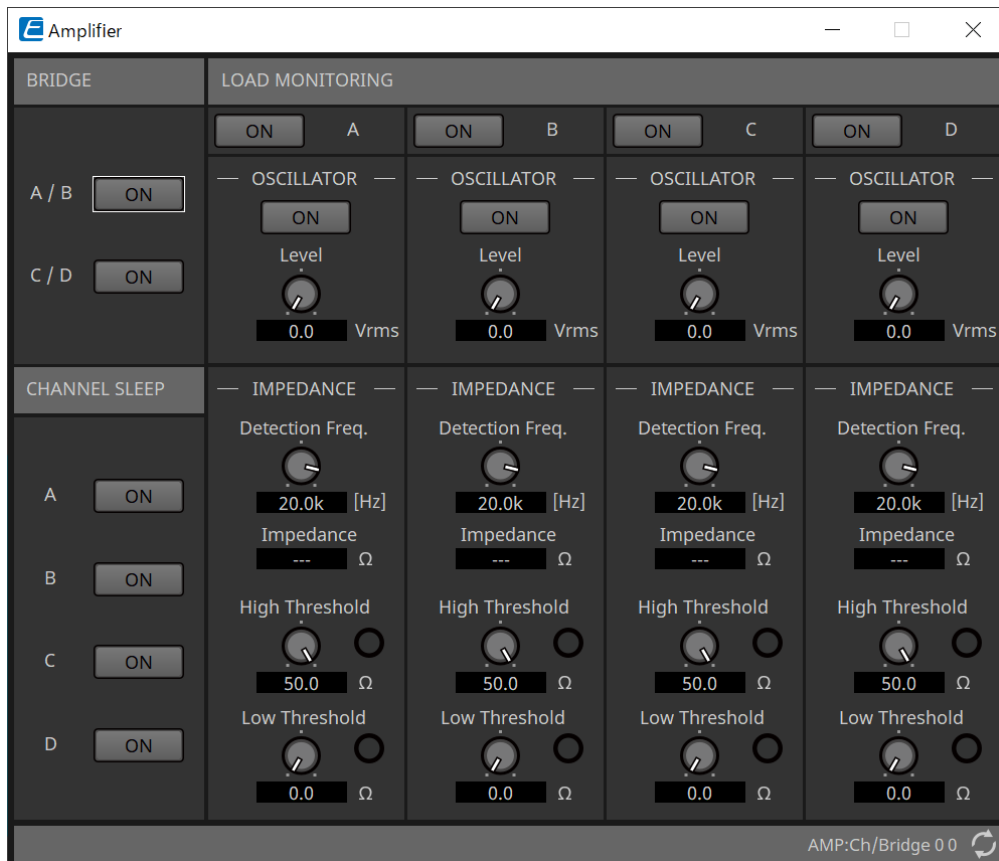 E Amplifier
BRIDGE
LOAD MONITORING
A / B ON
C / D ON
CHANNEL SLEEP
A ON
B ON
C ON
D ON
ON A
OSCILLATOR
ON
Level
0.0 Vrms
IMPEDANCE
Detection Freq.
20.0k [Hz]
Impedance
--- Ω
High Threshold
50.0 Ω
Low Threshold
0.0 Ω
ON B
OSCILLATOR
ON
Level
0.0 Vrms
IMPEDANCE
Detection Freq.
20.0k [Hz]
Impedance
--- Ω
High Threshold
50.0 Ω
Low Threshold
0.0 Ω
ON C
OSCILLATOR
ON
Level
0.0 Vrms
IMPEDANCE
Detection Freq.
20.0k [Hz]
Impedance
--- Ω
High Threshold
50.0 Ω
Low Threshold
0.0 Ω
ON D
OSCILLATOR
ON
Level
0.0 Vrms
IMPEDANCE
Detection Freq.
20.0k [Hz]
Impedance
--- Ω
High Threshold
50.0 Ω
Low Threshold
0.0 Ω
AMP:Ch/Bridge 0 0